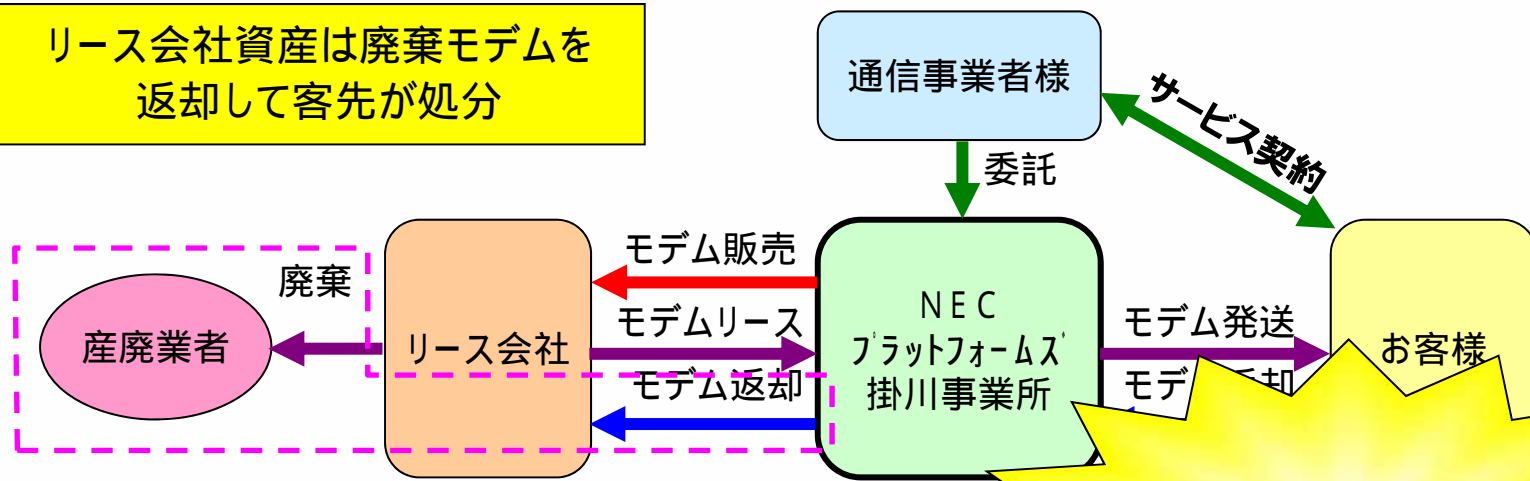 リース会社資産は廃棄モデムを
返却して客先が処分
通信事業者様
サービス契約
委託
モデム販売
廃棄
モデムリース
モデム発送
産廃業者
リース会社
NEC
プラットフォームズ
掛川事業所
お客様
モデム返却